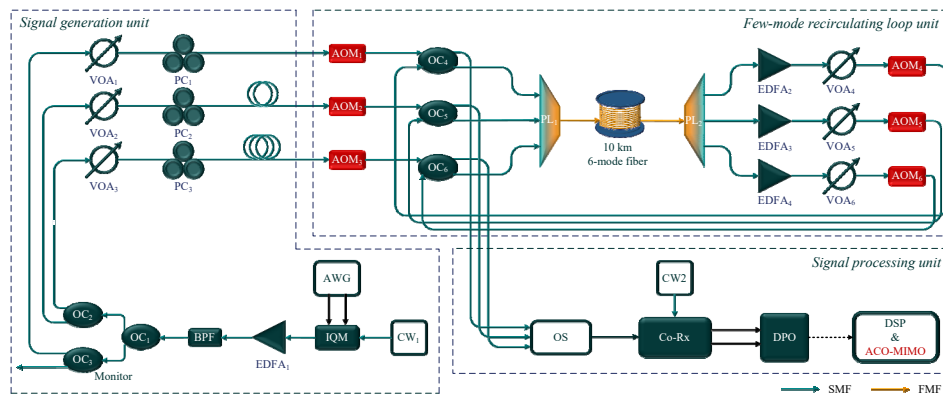 Signal generation unit
Few-mode recirculating loop unit
VOA1
PC1
AOM1
OC4
EDFA2
VOA4
AOM4
VOA2
PC2
AOM2
OC5
PL1
10 km
6-mode fiber
PL2
EDFA3
VOA5
AOM5
VOA3
PC3
AOM3
OC6
EDFA4
VOA6
AOM6
Signal processing unit
AWG
CW2
OC2
OC1
BPF
EDFA1
IQM
CW1
OC3
Monitor
OS
Co-Rx
DPO
DSP
&
ACO-MIMO
SMF
FMF